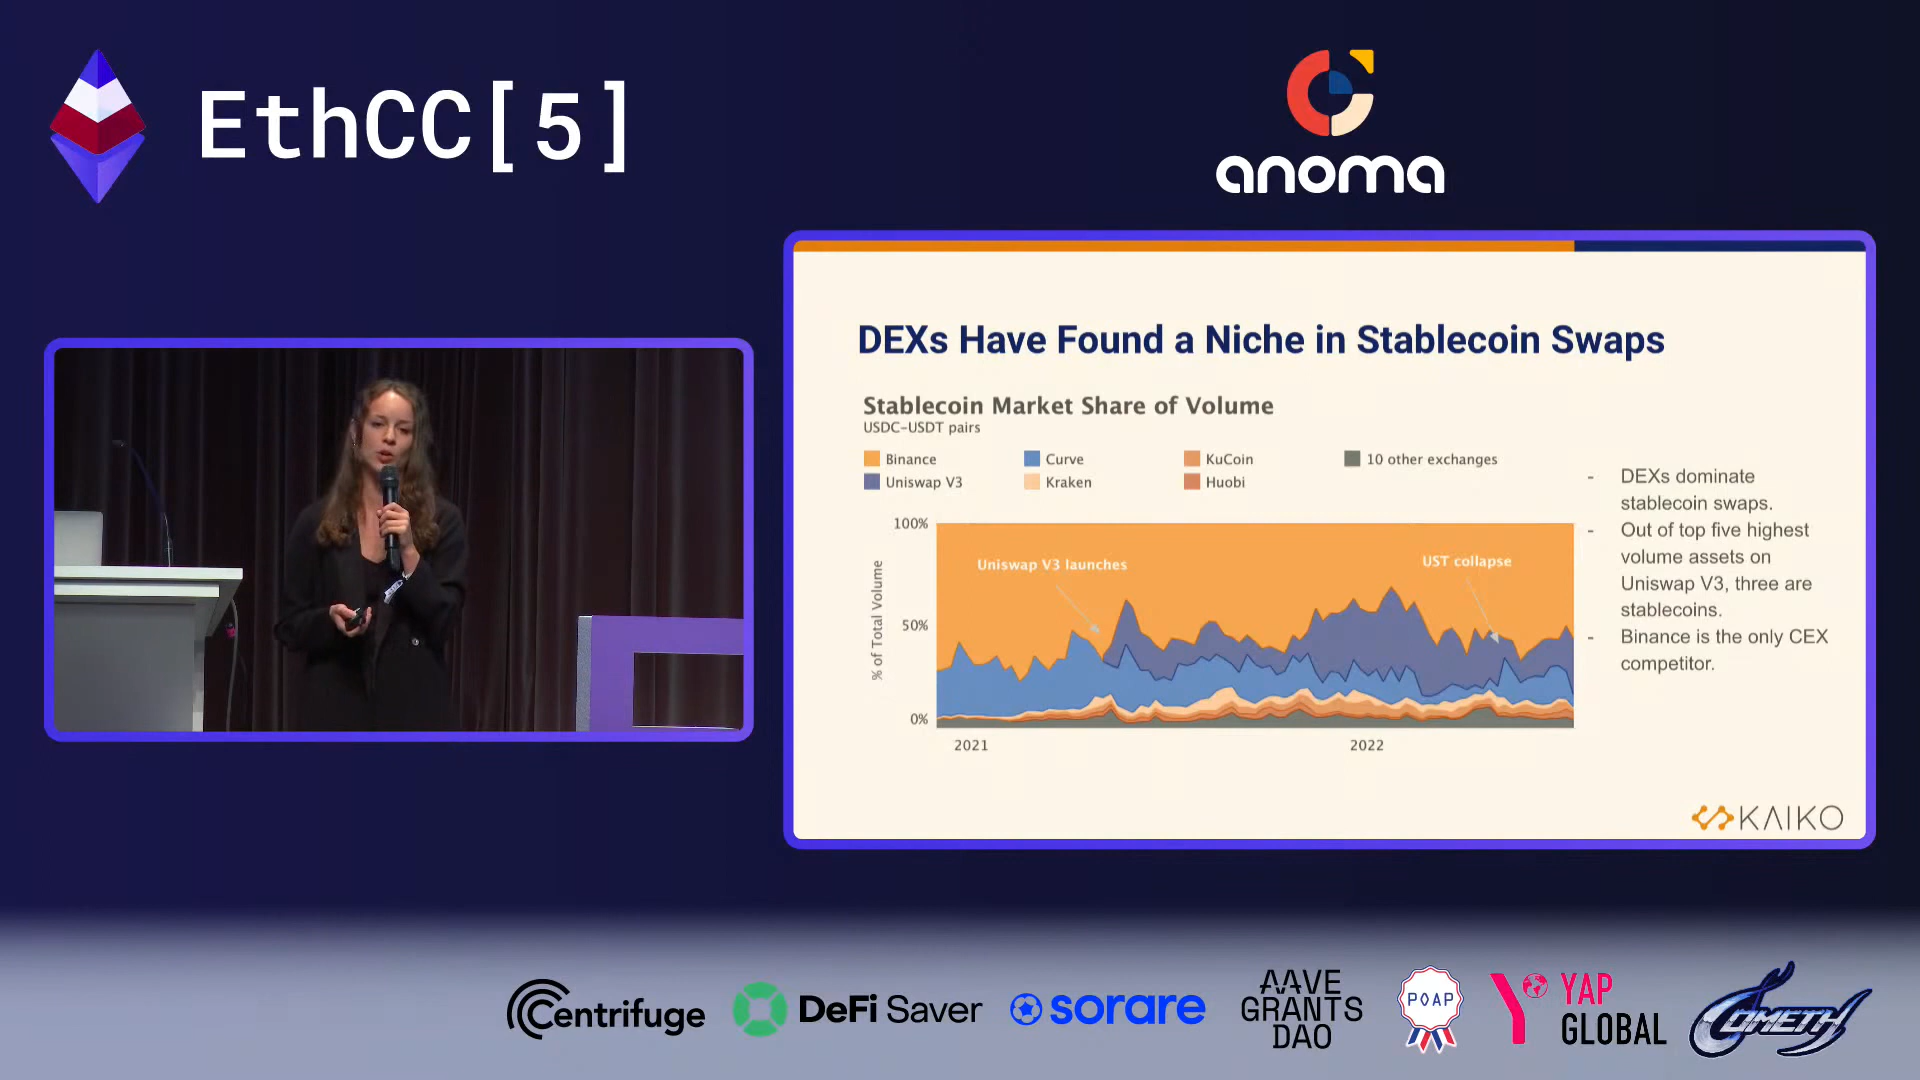 EthCC[5]
anoma
DEXs Have Found a Niche in Stablecoin Swaps
Stablecoin Market Share of Volume
USDC-USDT pairs
Binance
Curve
KuCoin
10 other exchanges
Uniswap V3
Kraken
Huobi
% of Total Volume
100%
50%
0%
Uniswap V3 launches
UST collapse
2021
2022
- DEXs dominate
stablecoin swaps.
- Out of top five highest
volume assets on
Uniswap V3, three are
stablecoins.
- Binance is the only CEX
competitor.
KAIKO
Centrifuge
DeFi Saver
sorare
AAVE
GRANTS
DAO
POAP
YAP
GLOBAL
COMETH